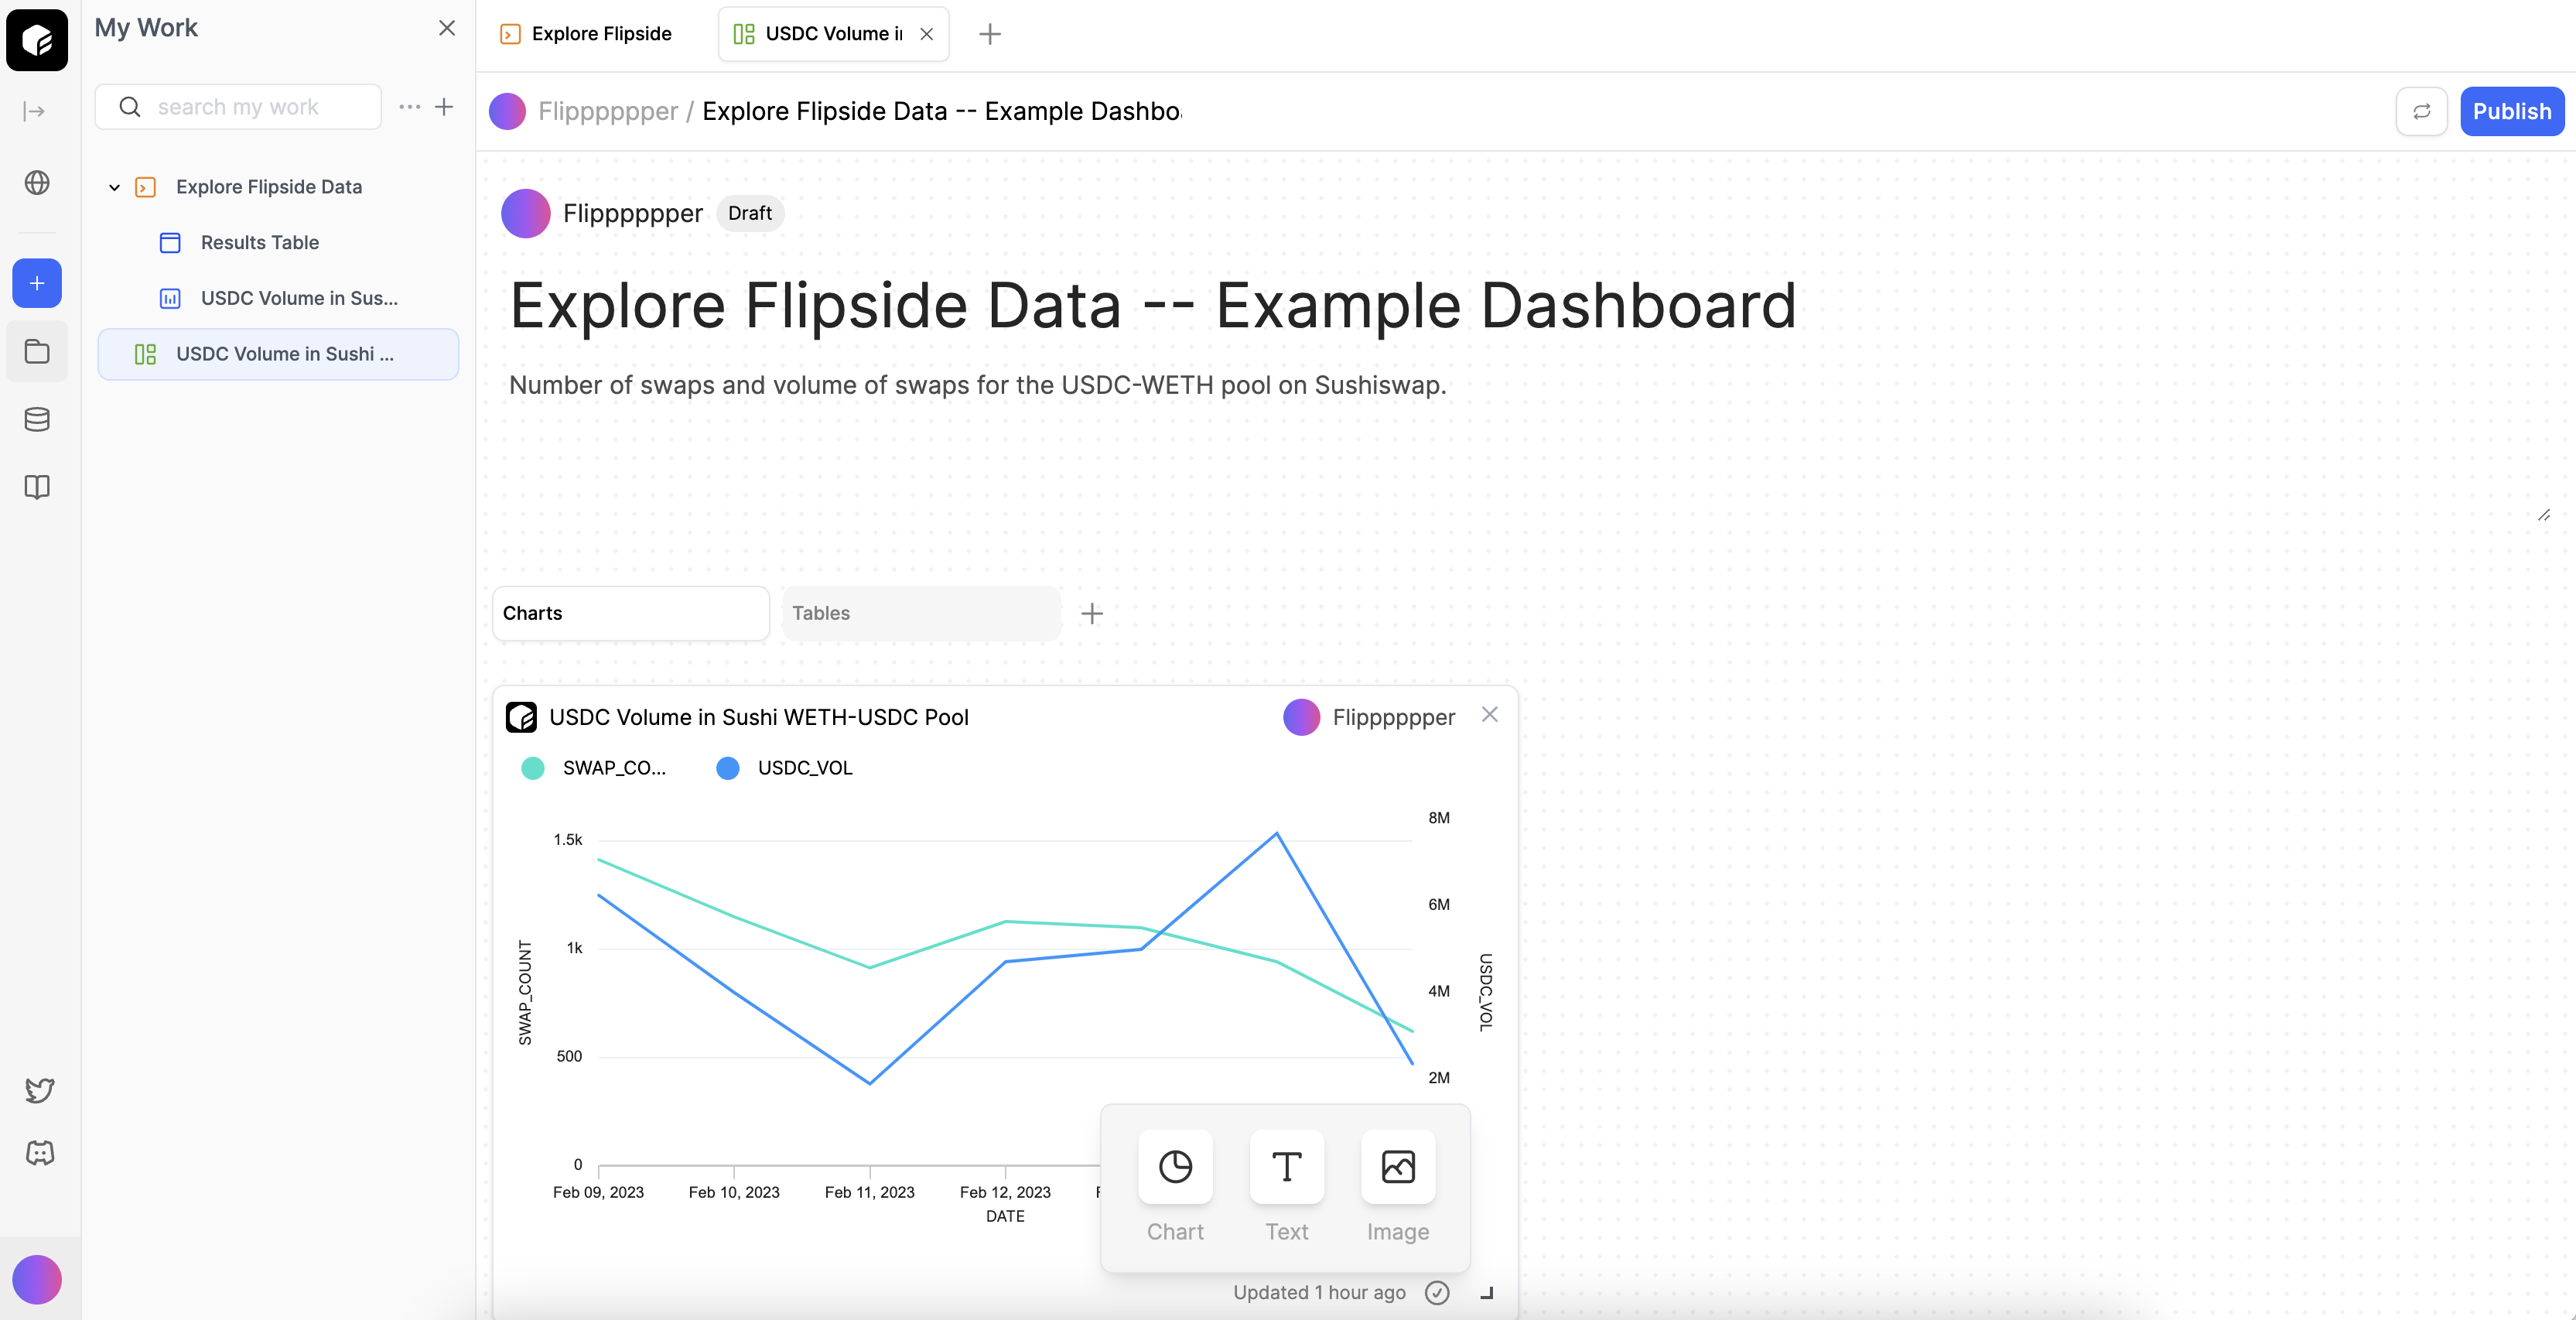 My Work
search my work
Explore Flipside Data
Results Table
USDC Volume in Sus...
USDC Volume in Sushi ...
Explore Flipside
USDC Volume in
Flipppppper / Explore Flipside Data -- Example Dashbo
Publish
Flipppppper Draft
Explore Flipside Data -- Example Dashboard
Number of swaps and volume of swaps for the USDC-WETH pool on Sushiswap.
Charts
Tables
USDC Volume in Sushi WETH-USDC Pool
Flipppppper
SWAP_CO...
USDC_VOL
8M
1.5k
6M
1k
SWAP_COUNT
USDC_VOL
4M
500
2M
0
Feb 09, 2023
Feb 10, 2023
Feb 11, 2023
Feb 12, 2023
DATE
Chart
Text
Image
Updated 1 hour ago